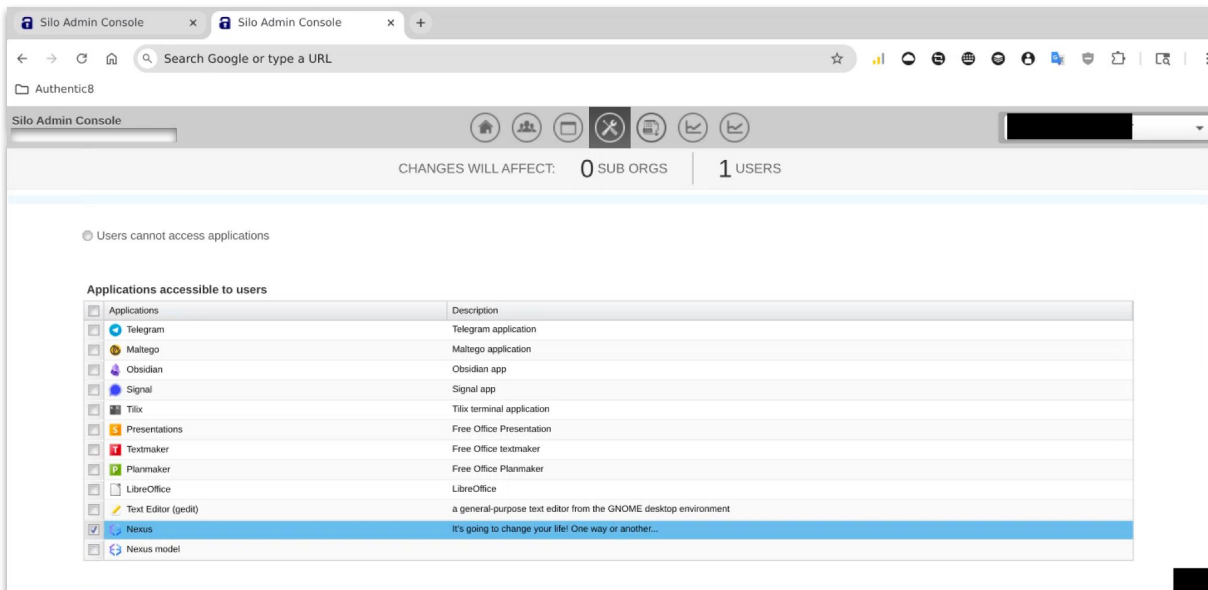 Silo Admin Console
Silo Admin Console
Search Google or type a URL
Authentic8
Silo Admin Console
CHANGES WILL AFFECT: 0 SUB ORGS 1 USERS
Users cannot access applications
Applications accessible to users
Applications Description
Telegram Telegram application
Maltego Maltego application
Obsidian Obsidian app
Signal Signal app
Tilix Tilix terminal application
Presentations Free Office Presentation
Textmaker Free Office textmaker
Planmaker Free Office Planmaker
LibreOffice LibreOffice
Text Editor (gedit) a general-purpose text editor from the GNOME desktop environment
Nexus It's going to change your life! One way or another...
Nexus model